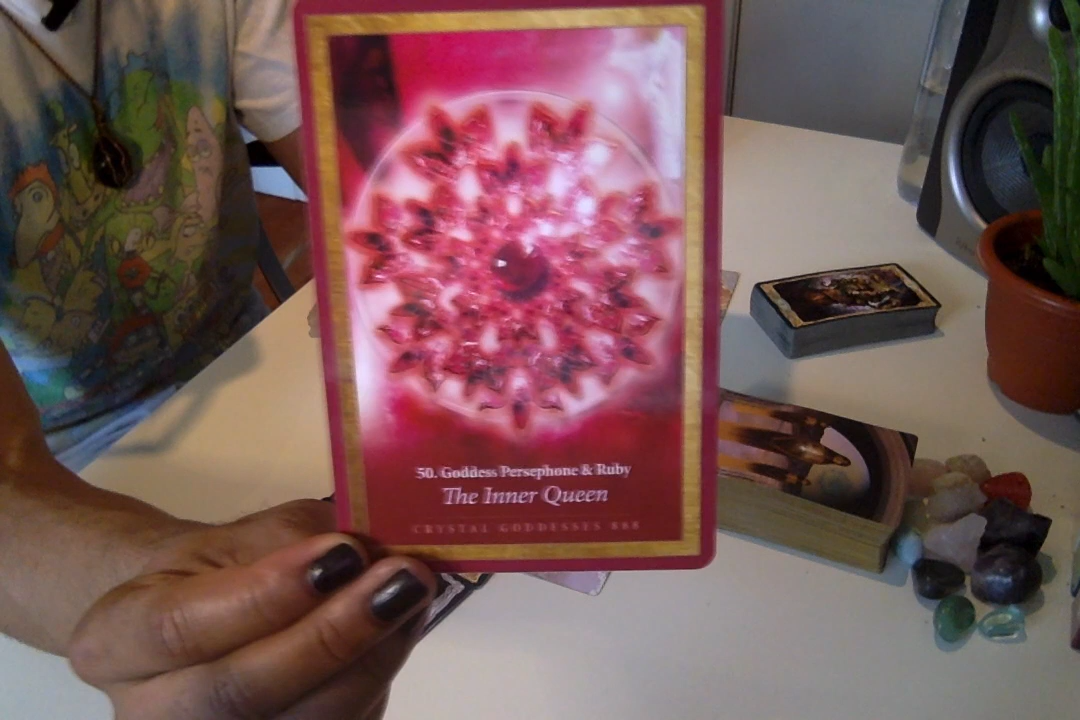 50. Goddess Persephone & Ruby
The Inner Queen
CRYSTAL GODDESSES 888